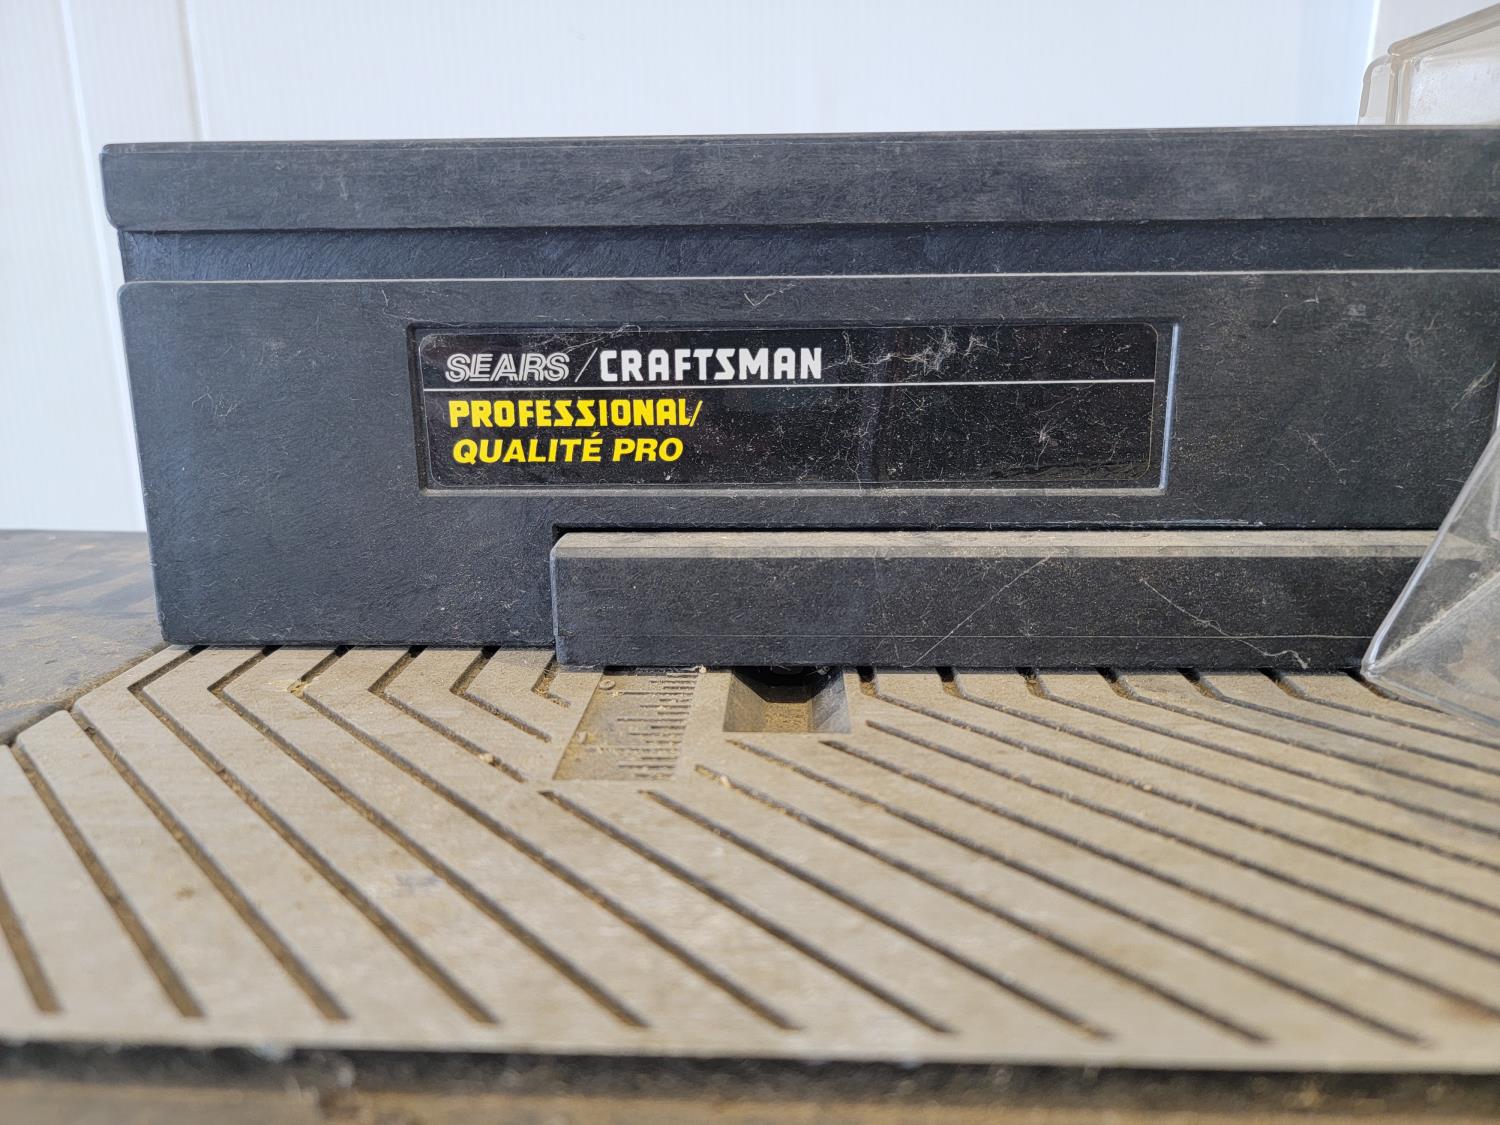 SEARS / CRAFTSMAN
PROFESSIONAL/
QUALITÉ PRO